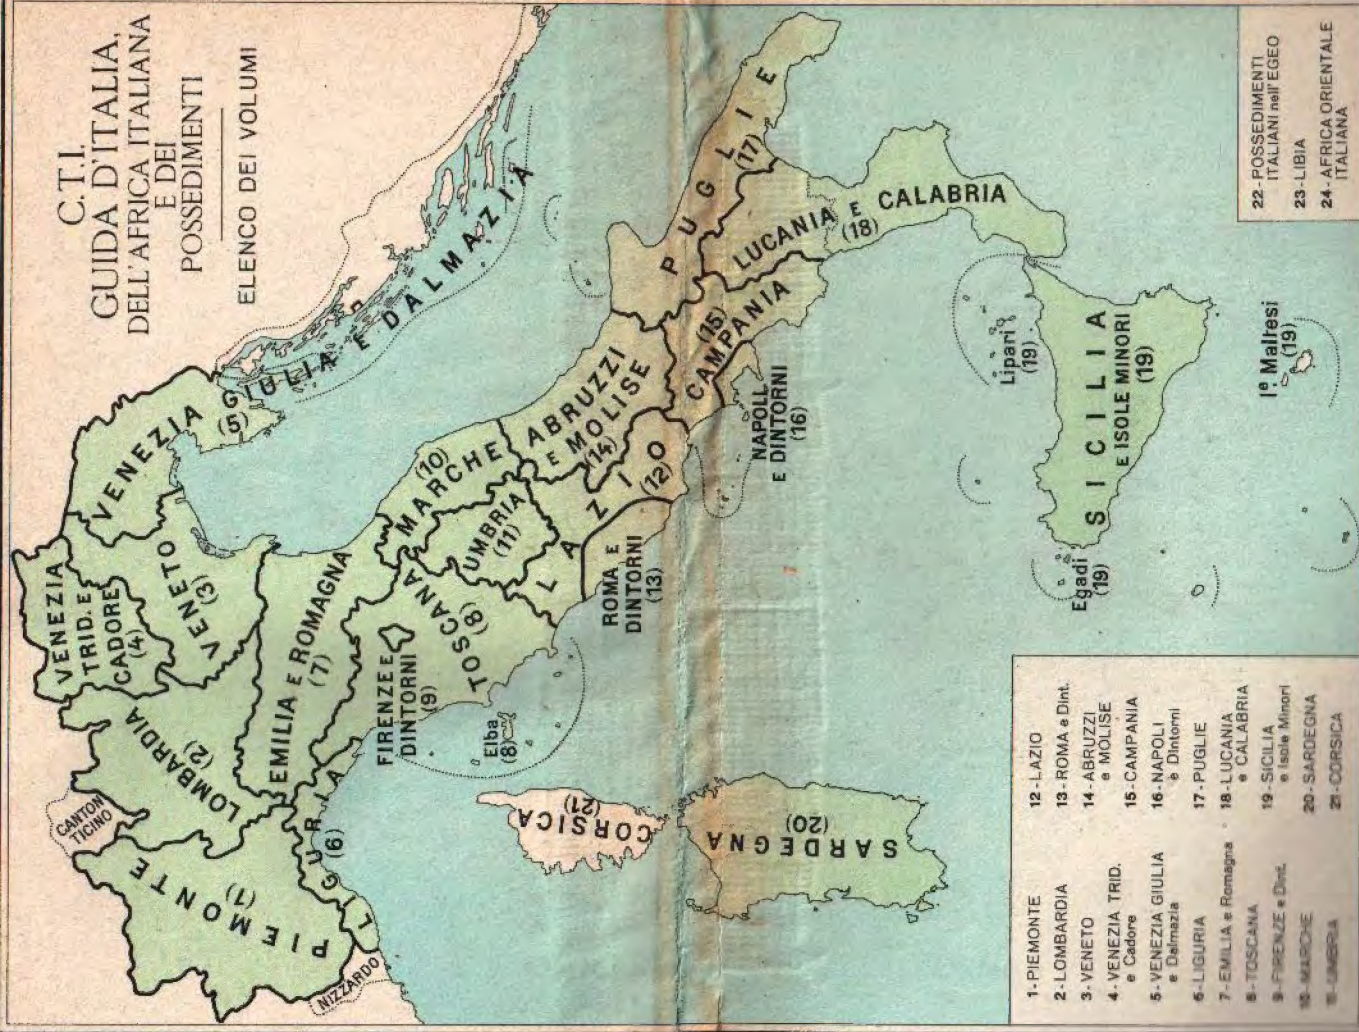 C.T.I.
GUIDA D'ITALIA,
DELL'AFRICA ITALIANA
E DEI
POSSEDIMENTI
ELENCO DEI VOLUMI
VENEZIA
TRID. E
CADORE
(4)
VENEZIA GIULIA E DALMAZIA
(5)
VENETO
(3)
LOMBARDIA
(2)
CANTON
TICINO
PIEMONTE
(1)
NIZZARDO
LIGURIA
(6)
EMILIA E ROMAGNA
(7)
FIRENZE E
DINTORNI
(9)
TOSCANA
(8)
Elba
(8)
MARCHE
(10)
UMBRIA
(11)
LAZIO
(12)
ROMA E
DINTORNI
(13)
ABRUZZI
E MOLISE
(14)
CAMPANIA
(15)
NAPOLI
E DINTORNI
(16)
PUGLIE
(17)
LUCANIA E CALABRIA
(18)
CORSICA
(21)
SARDEGNA
(20)
Lipari
(19)
SICILIA
E ISOLE MINORI
(19)
Egadi
(19)
Iᵉ Maltesi
(19)
1-PIEMONTE
2-LOMBARDIA
3-VENETO
4-VENEZIA TRID.
e Cadore
5-VENEZIA GIULIA
e Dalmazia
6-LIGURIA
7-EMILIA e Romagna
8-TOSCANA
9-FIRENZE e Dint.
10-MARCHE
11-UMBRIA
12-LAZIO
13-ROMA e Dint.
14-ABRUZZI
e MOLISE
15-CAMPANIA
16-NAPOLI
e Dintorni
17-PUGLIE
18-LUCANIA
e CALABRIA
19-SICILIA
e Isole Minori
20-SARDEGNA
21-CORSICA
22-POSSEDIMENTI
ITALIANI nell'EGEO
23-LIBIA
24-AFRICA ORIENTALE
ITALIANA